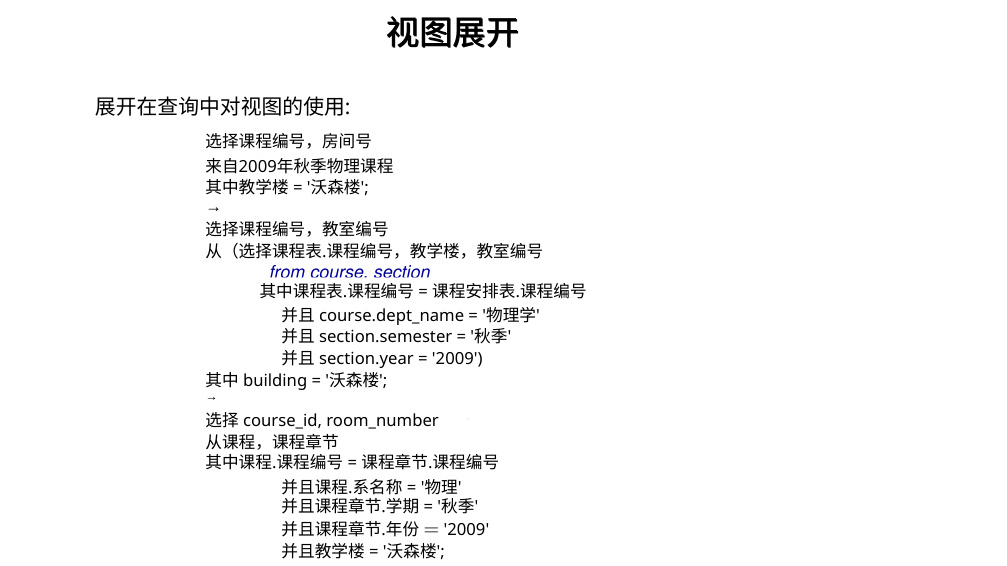 视图展开
展开在查询中对视图的使用:
选择课程编号，房间号
来自2009年秋季物理课程
其中教学楼 = '沃森楼';
→
选择课程编号，教室编号
从（选择课程表.课程编号，教学楼，教室编号
from course, section
其中课程表.课程编号 = 课程安排表.课程编号
并且 course.dept_name = '物理学'
并且 section.semester = '秋季'
并且 section.year = '2009')
其中 building = '沃森楼';
→
选择 course_id, room_number
从课程，课程章节
其中课程.课程编号 = 课程章节.课程编号
并且课程.系名称 = '物理'
并且课程章节.学期 = '秋季'
并且课程章节.年份 ＝ '2009'
并且教学楼 = '沃森楼';